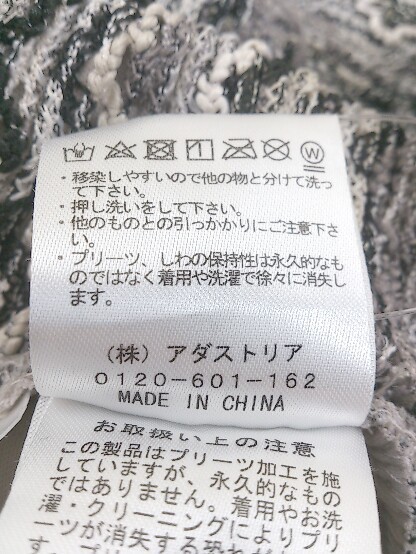 ・移染しやすいので他の物と分けて洗っ
て下さい。
・押し洗いをして下さい。
・他のものとの引っかかりにご注意下さ
い。
・プリーツ、しわの保持性は永久的なも
のではなく着用や洗濯で徐々に消失し
ます。
（株）アダストリア
0120-601-162
MADE IN CHINA
お取扱い上の注意
この製品はプリーツ加工を施
していますが、永久的なもの
ではありません。着用やお洗
濯・クリーニングによりプリ
ーツが消失する恐れが
す。